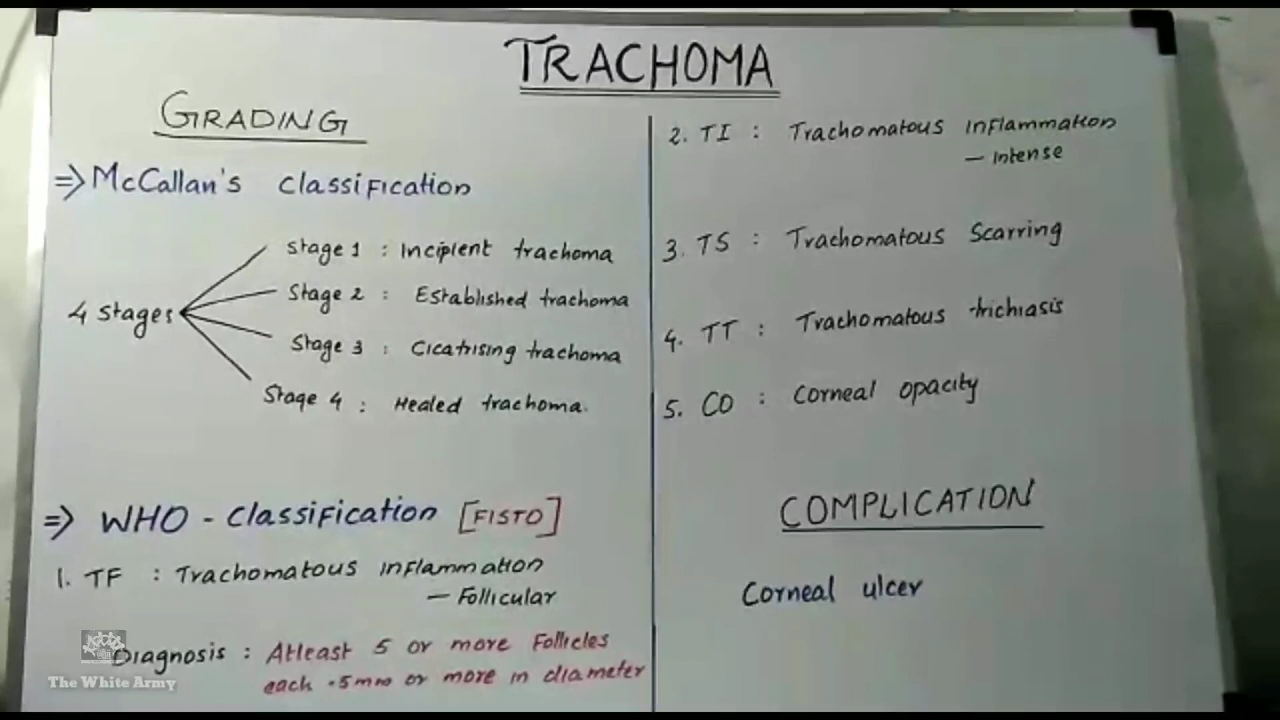 TRACHOMA
GRADING
⇒ McCallan's classification
4 stages
stage 1 : Incipient trachoma
Stage 2 : Established trachoma
Stage 3 : Cicatrising trachoma
Stage 4 : Healed trachoma.
⇒ WHO - classification [FISTO]
1. TF : Trachomatous inflammation
— Follicular
Diagnosis : Atleast 5 or more Follicles
each .5mm or more in diameter
The White Army
2. TI : Trachomatous inflammation
— intense
3. TS : Trachomatous Scarring
4. TT : Trachomatous trichiasis
5. CO : Corneal opacity
COMPLICATION
Corneal ulcer